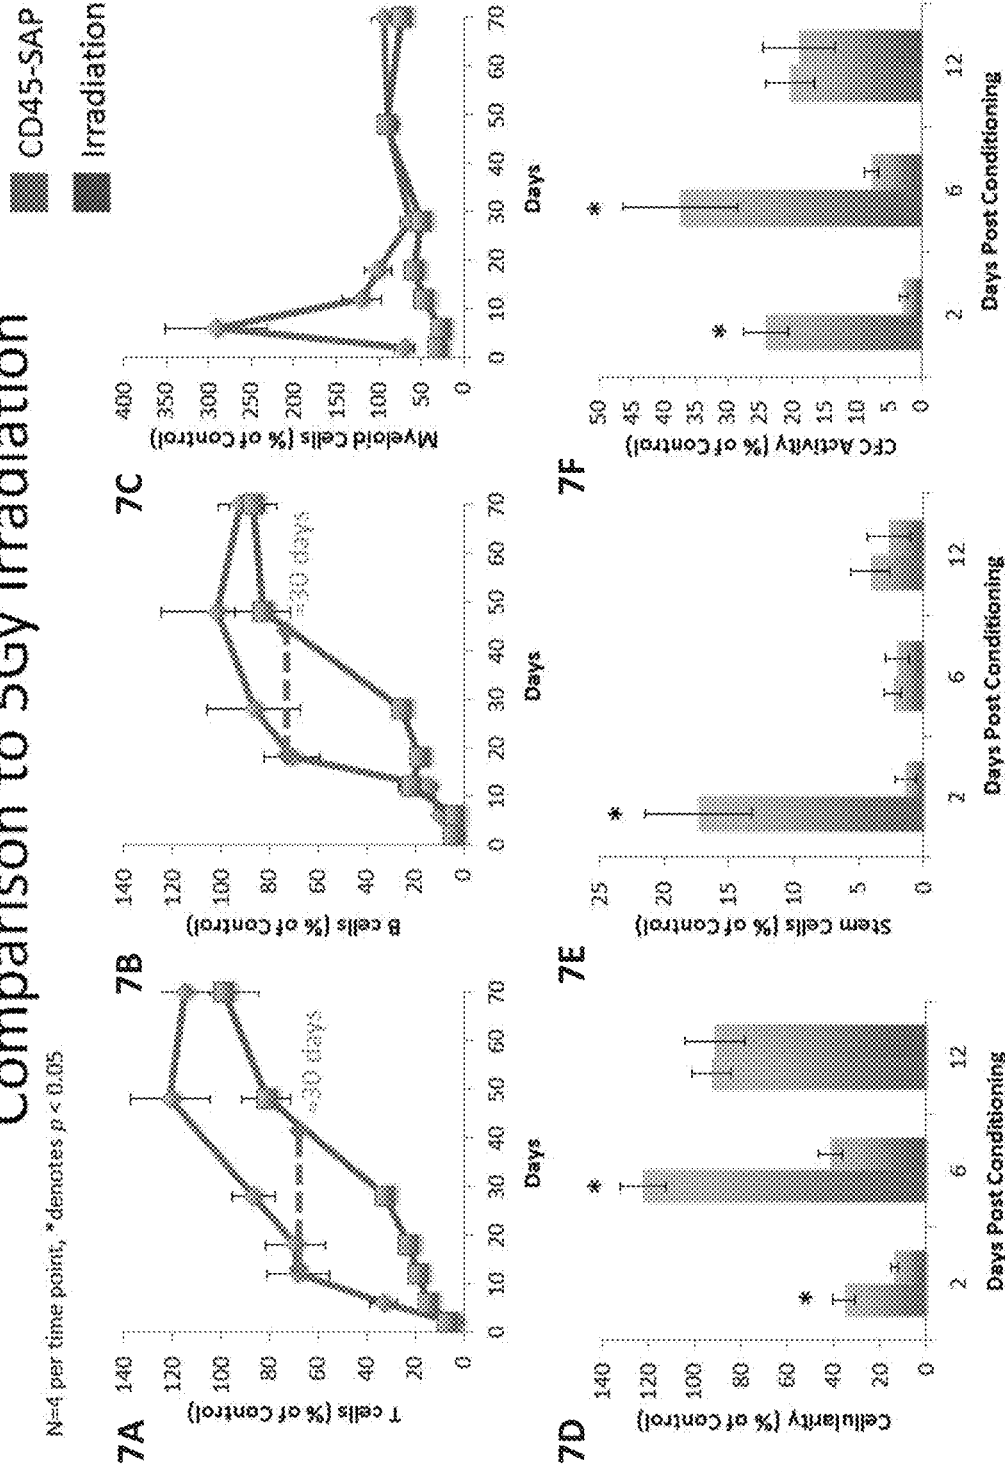 Comparison to 5Gy Irradiation
N=4 per time point, * denotes p < 0.05
CD45-SAP
Irradiation
7A
T cells (% of Control)
140
120
100
80
60
40
20
0
0 10 20 30 40 50 60 70
Days
≈30 days
7B
B cells (% of Control)
140
120
100
80
60
40
20
0
0 10 20 30 40 50 60 70
Days
≈30 days
7C
Myeloid Cells (% of Control)
400
350
300
250
200
150
100
50
0
0 10 20 30 40 50 60 70
Days
7D
Cellularity (% of Control)
140
120
100
80
60
40
20
0
*
*
2 6 12
Days Post Conditioning
7E
Stem Cells (% of Control)
25
20
15
10
5
0
*
2 6 12
Days Post Conditioning
7F
CFC Activity (% of Control)
50
45
40
35
30
25
20
15
10
5
0
*
*
2 6 12
Days Post Conditioning